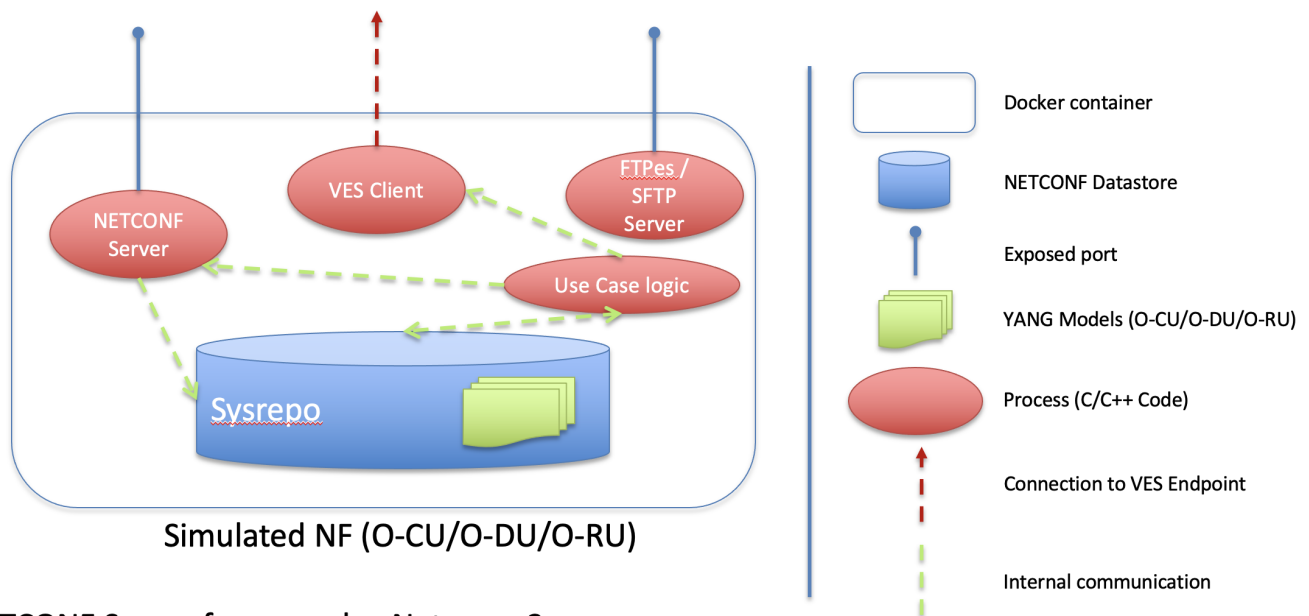 VES Client
FTPes /
SFTP
Server
NETCONF
Server
Use Case logic
Sysrepo
Simulated NF (O-CU/O-DU/O-RU)
Docker container
NETCONF Datastore
Exposed port
YANG Models (O-CU/O-DU/O-RU)
Process (C/C++ Code)
Connection to VES Endpoint
Internal communication